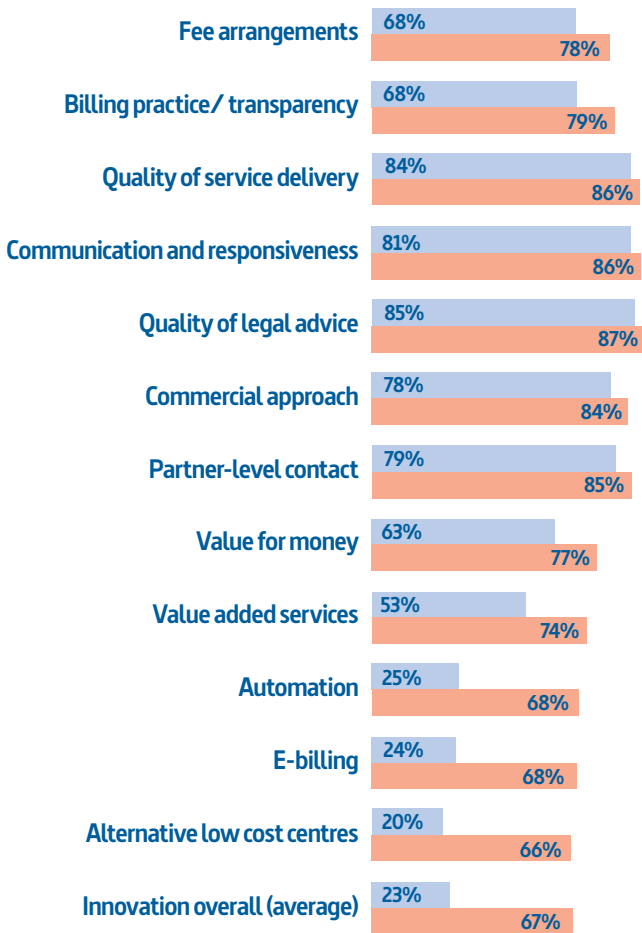 Fee arrangements
68%
78%
Billing practice/ transparency
68%
79%
Quality of service delivery
84%
86%
Communication and responsiveness
81%
86%
Quality of legal advice
85%
87%
Commercial approach
78%
84%
Partner-level contact
79%
85%
Value for money
63%
77%
Value added services
53%
74%
Automation
25%
68%
E-billing
24%
68%
Alternative low cost centres
20%
66%
Innovation overall (average)
23%
67%